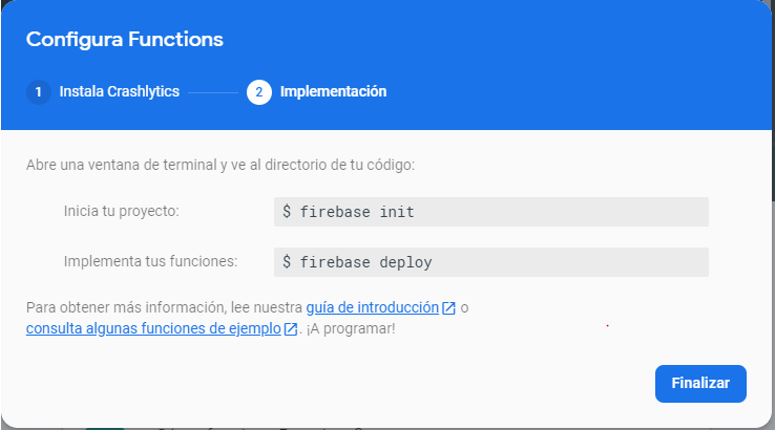 Configura Functions
1 Instala Crashlytics 2 Implementación
Abre una ventana de terminal y ve al directorio de tu código:
Inicia tu proyecto: $ firebase init
Implementa tus funciones: $ firebase deploy
Para obtener más información, lee nuestra guía de introducción o
consulta algunas funciones de ejemplo. ¡A programar!
Finalizar